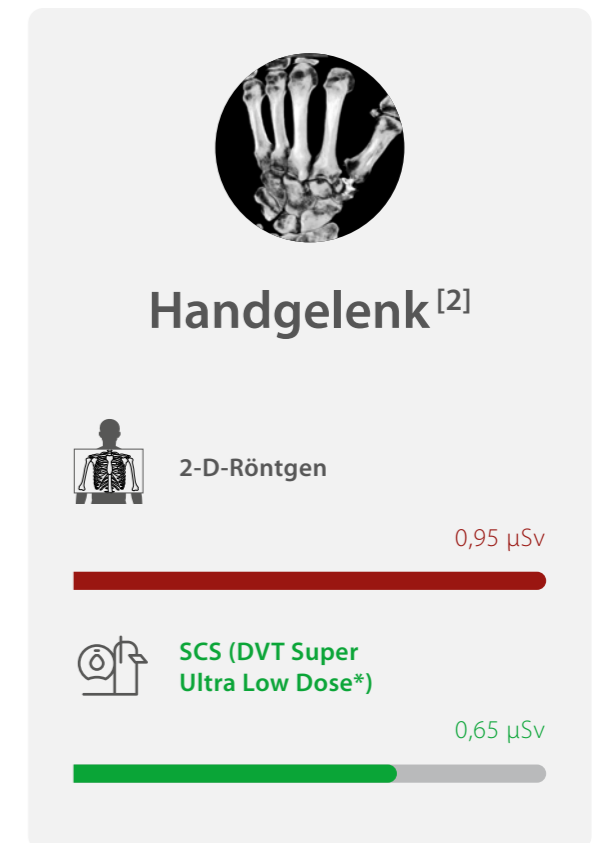 Handgelenk [2]
2-D-Röntgen
0,95 µSv
SCS (DVT Super
Ultra Low Dose*)
0,65 µSv